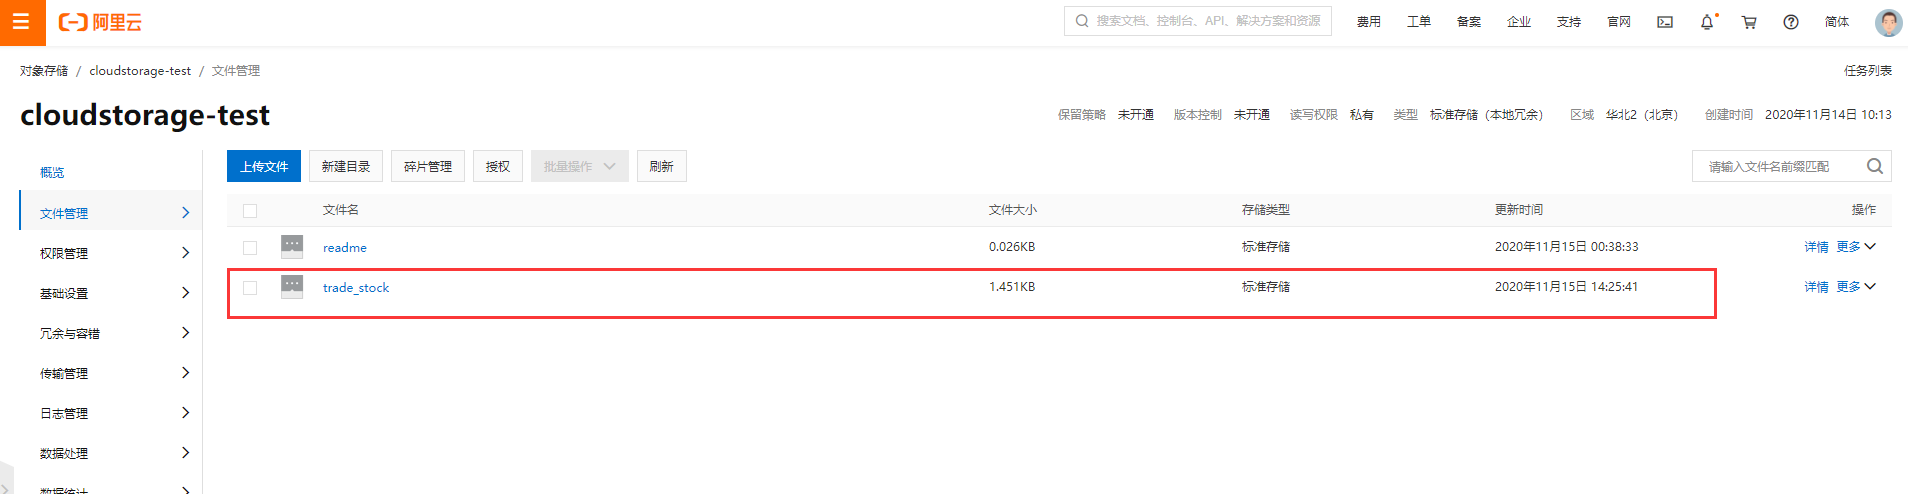 阿里云 搜索文档、控制台、API、解决方案和资源 费用 工单 备案 企业 支持 官网 简体
对象存储 / cloudstorage-test / 文件管理 任务列表
cloudstorage-test 保留策略 未开通 版本控制 未开通 读写权限 私有 类型 标准存储（本地冗余） 区域 华北2（北京） 创建时间 2020年11月14日 10:13
概览
文件管理
权限管理
基础设置
冗余与容错
传输管理
日志管理
数据处理
数据统计
上传文件 新建目录 碎片管理 授权 批量操作 刷新 请输入文件名前缀匹配
文件名 文件大小 存储类型 更新时间 操作
readme 0.026KB 标准存储 2020年11月15日 00:38:33 详情 更多
trade_stock 1.451KB 标准存储 2020年11月15日 14:25:41 详情 更多